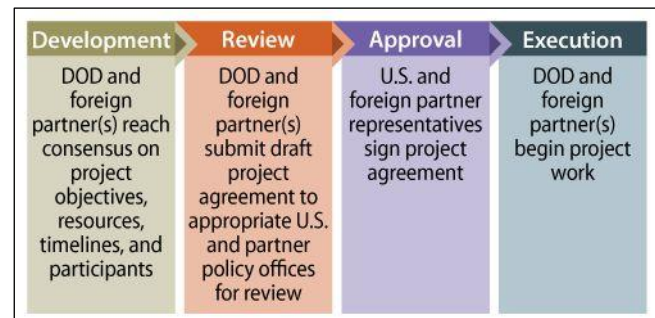 Development
DOD and
foreign
partner(s) reach
consensus on
project
objectives,
resources,
timelines, and
participants
Review
DOD and
foreign
partner(s)
submit draft
project
agreement to
appropriate U.S.
and partner
policy offices
for review
Approval
U.S. and
foreign partner
representatives
sign project
agreement
Execution
DOD and
foreign
partner(s)
begin project
work